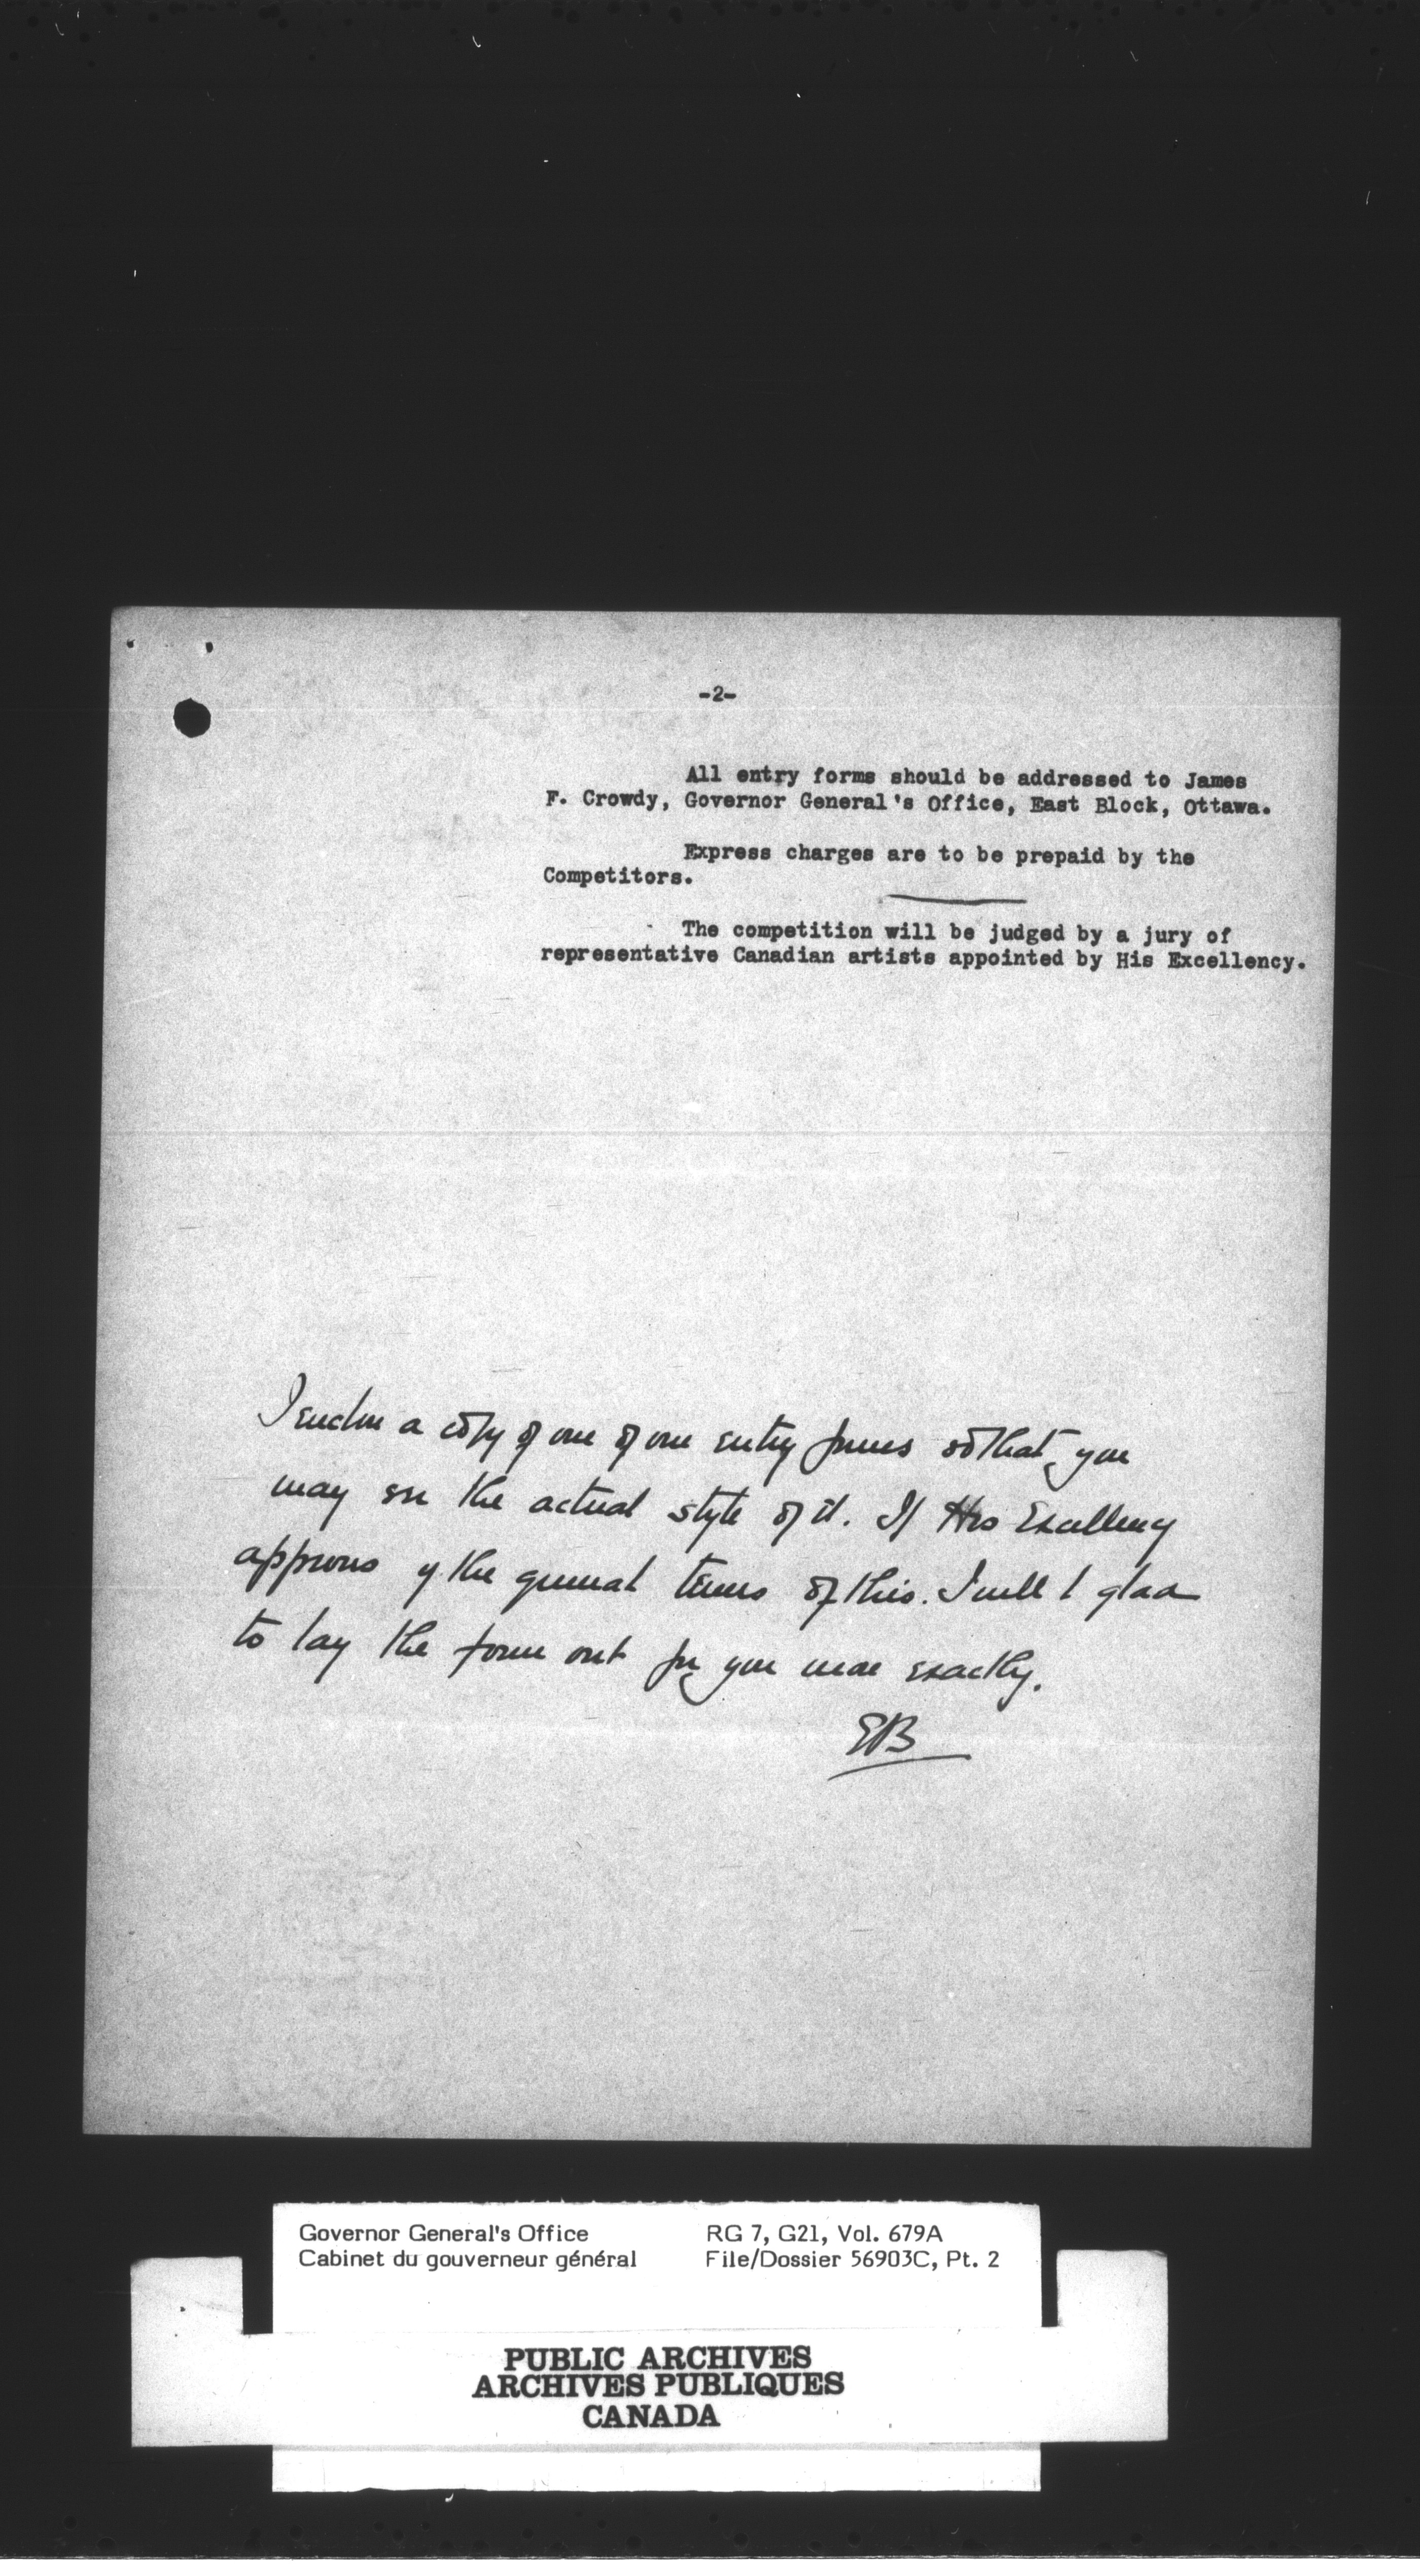 -2-
All entry forms should be addressed to James
F. Crowdy, Governor General's Office, East Block, Ottawa.
Express charges are to be prepaid by the
Competitors.
The competition will be judged by a jury of
representative Canadian artists appointed by His Excellency.
I enclose a copy of one of our entry forms so that you
may see the actual style of it. If His Excellency
approves of the general terms of this. I will be glad
to lay the form out for you more exactly.
EB
Governor General's Office
Cabinet du gouverneur général
RG 7, G21, Vol. 679A
File/Dossier 56903C, Pt. 2
PUBLIC ARCHIVES
ARCHIVES PUBLIQUES
CANADA